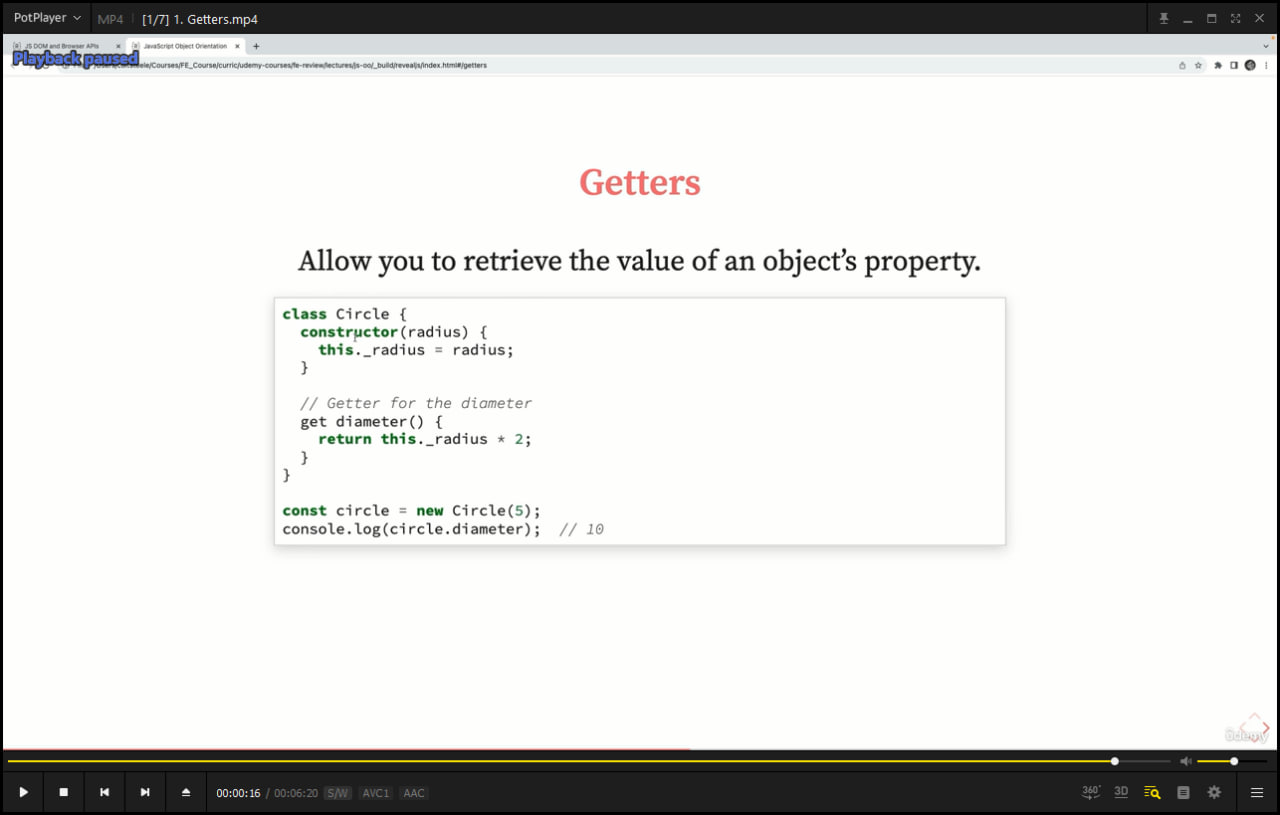 PotPlayer
MP4
[1/7] 1. Getters.mp4
JS DOM and Browser APIs
JavaScript Object Orientation
Playback paused
/Courses/FE_Course/curric/udemy-courses/fe-review/lectures/js-oo/_build/revealjs/index.html#/getters
Getters
Allow you to retrieve the value of an object’s property.
class Circle {
  constructor(radius) {
    this._radius = radius;
  }
  // Getter for the diameter
  get diameter() {
    return this._radius * 2;
  }
}
const circle = new Circle(5);
console.log(circle.diameter);  // 10
ûdemy
00:00:16 / 00:06:20 S/W AVC1 AAC
360°
3D